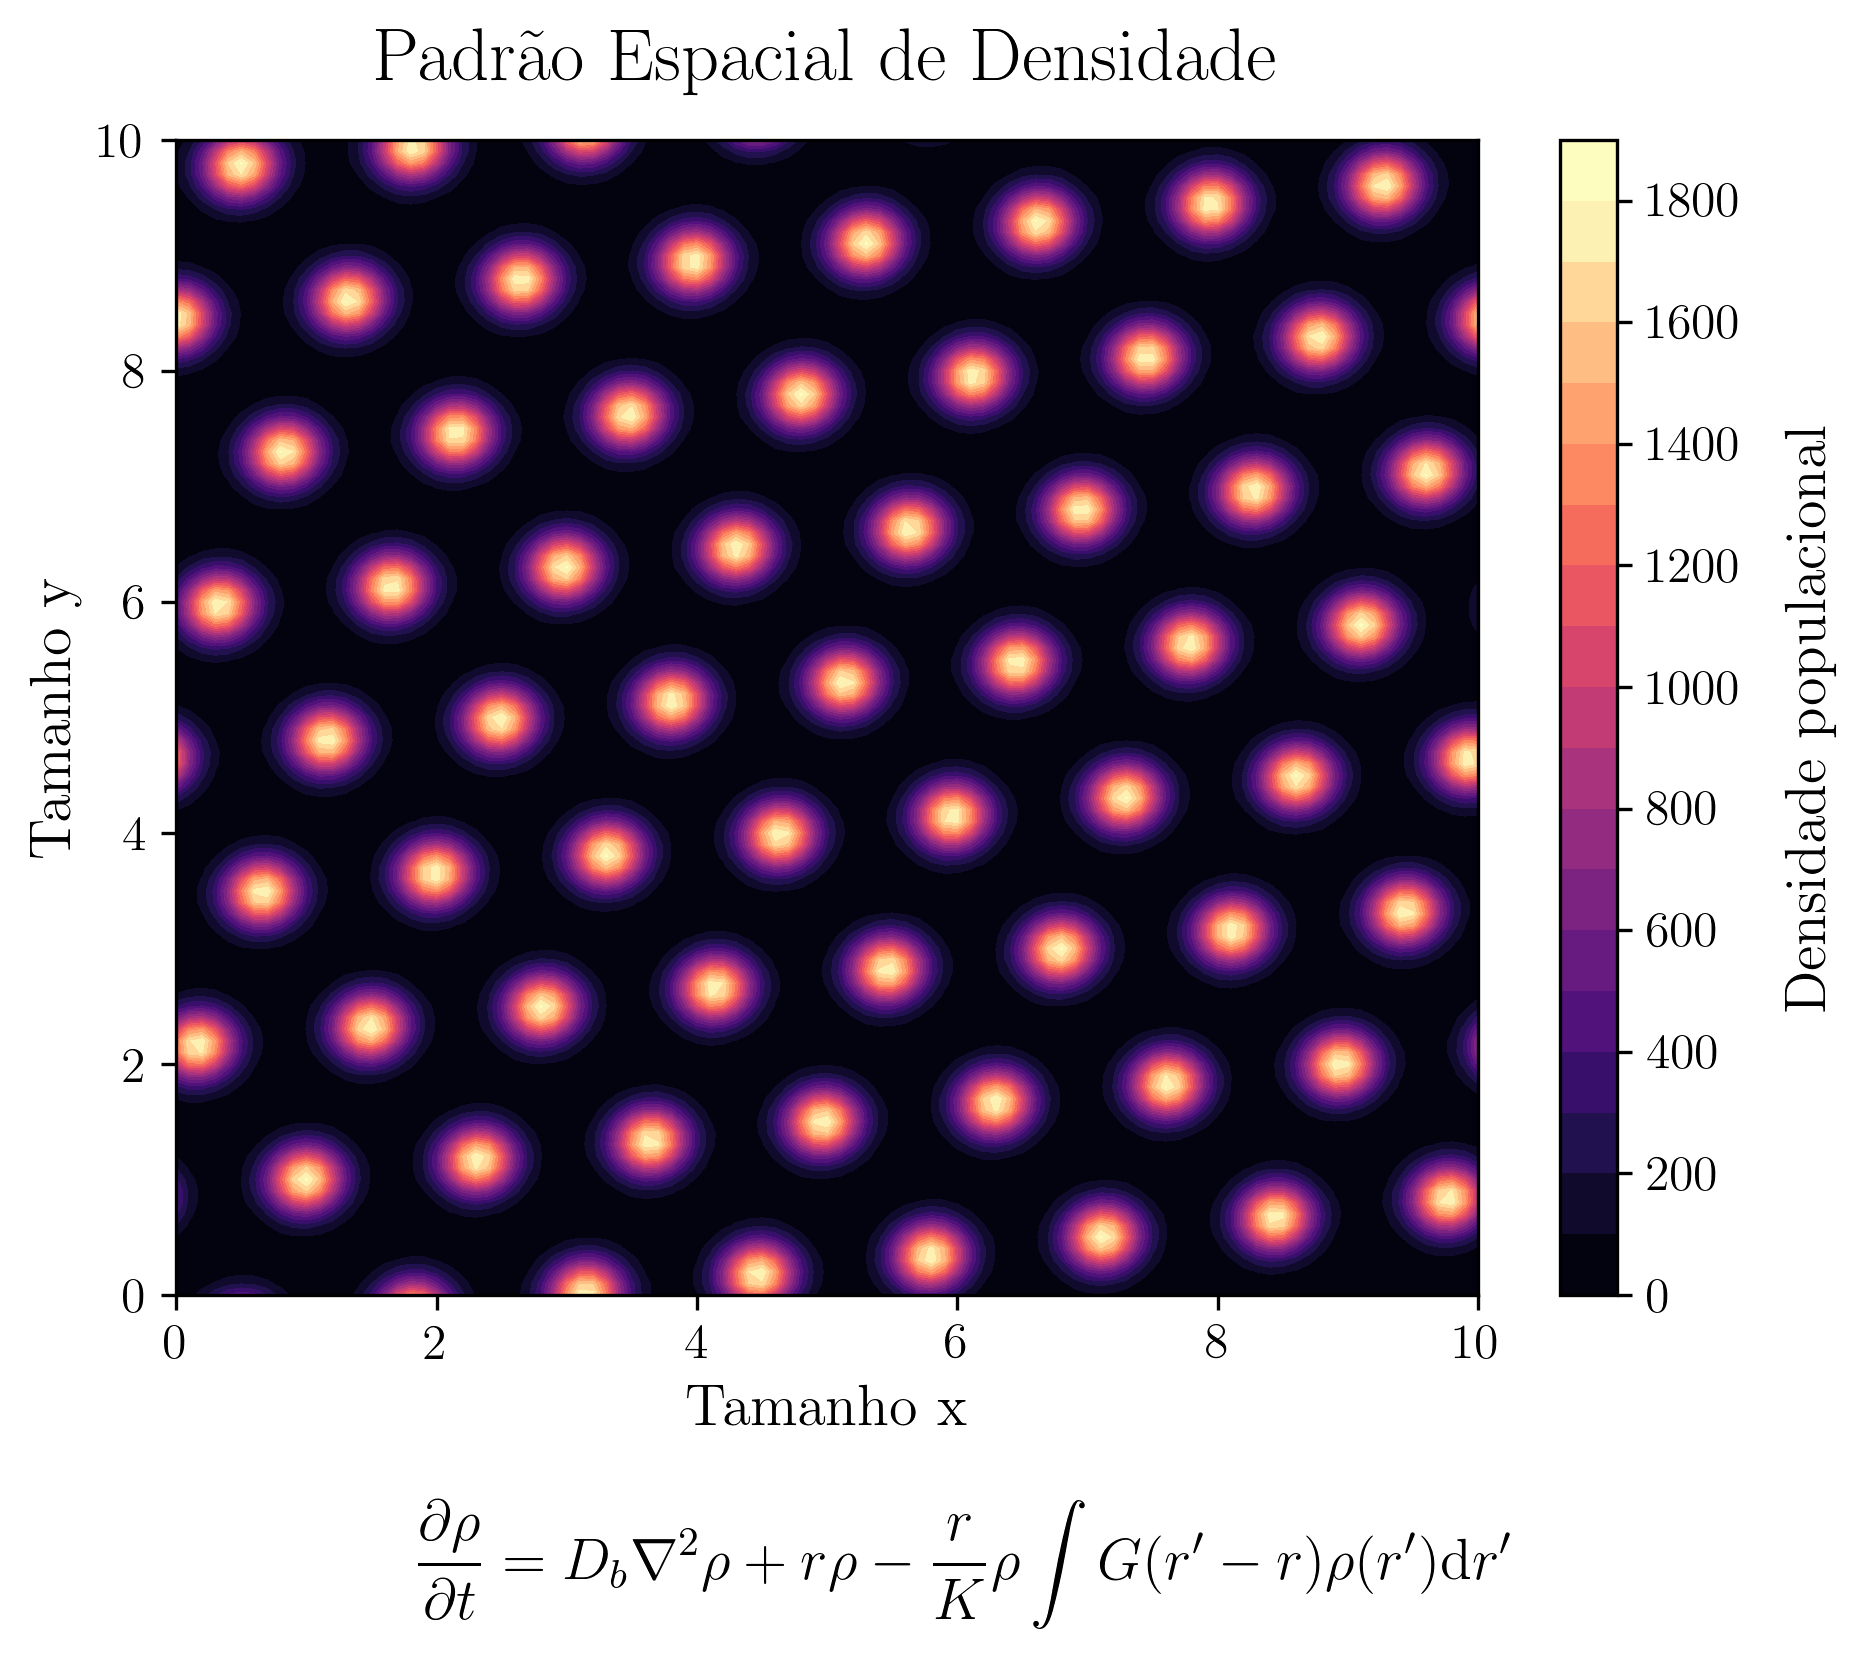 Padrão Espacial de Densidade
10
8
6
4
2
0
Tamanho y
0 2 4 6 8 10
Tamanho x
1800
1600
1400
1200
1000
800
600
400
200
0
Densidade populacional
∂ρ/∂t = D_b∇²ρ + rρ − r/K ρ ∫ G(r′ − r)ρ(r′)dr′